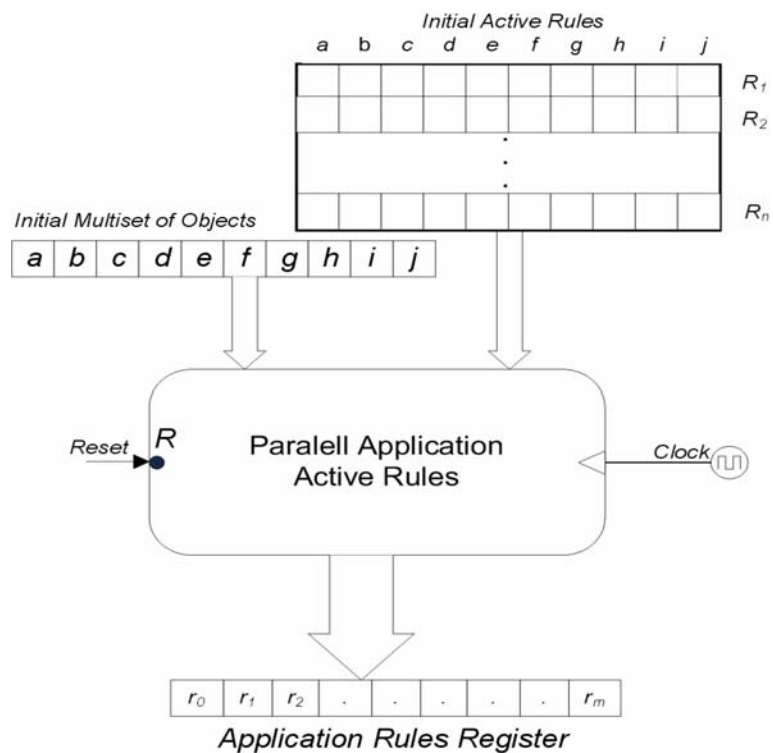 Initial Active Rules
a b c d e f g h i j
R1
R2
.
.
.
Rn
Initial Multiset of Objects
a b c d e f g h i j
Reset
R
Paralell Application
Active Rules
Clock
r0 r1 r2 . . . . . rm
Application Rules Register